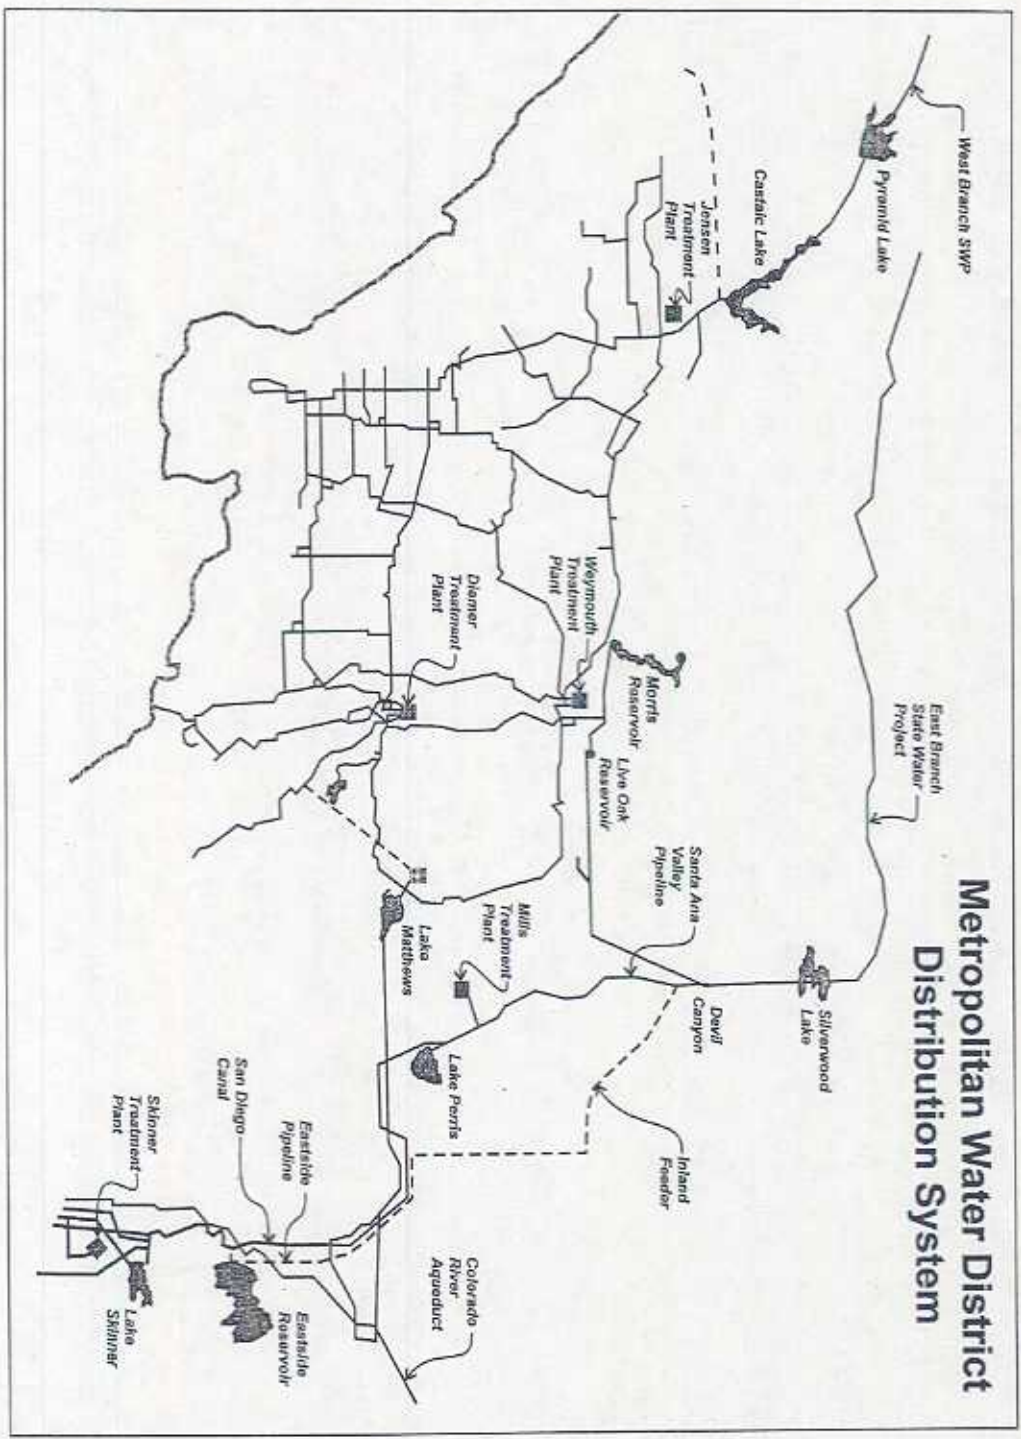 Metropolitan Water District
Distribution System
West Branch SWP
Pyramid Lake
Castaic Lake
Jensen
Treatment
Plant
East Branch
State Water
Project
Weymouth
Treatment
Plant
Morris
Reservoir
Live Oak
Reservoir
Diemer
Treatment
Plant
Santa Ana
Valley
Pipeline
Silverwood
Lake
Devil
Canyon
Mills
Treatment
Plant
Lake
Matthews
Lake Perris
Inland
Feeder
San Diego
Canal
Eastside
Pipeline
Skinner
Treatment
Plant
Colorado
River
Aqueduct
Eastside
Reservoir
Lake
Skinner